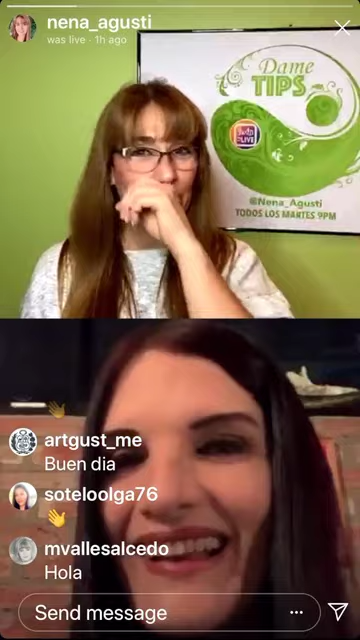 nena_agusti
was live · 1h ago
Dame
TIPS
LIVE
@Nena_Agusti
TODOS LOS MARTES 9PM
👋
artgust_me
Buen dia
soteloolga76
👋
mvallesalcedo
Hola
Send message